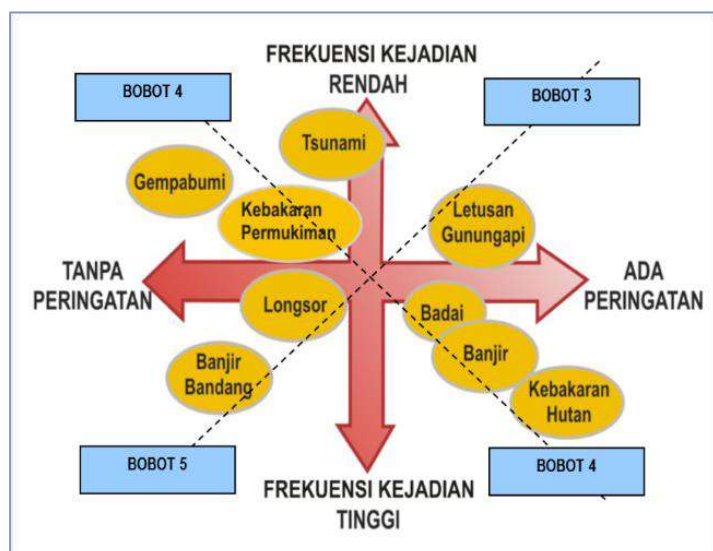 FREKUENSI KEJADIAN
RENDAH
BOBOT 4
BOBOT 3
Tsunami
Gempabumi
Kebakaran
Permukiman
Letusan
Gunungapi
TANPA
PERINGATAN
ADA
PERINGATAN
Longsor
Badai
Banjir
Banjir
Bandang
Kebakaran
Hutan
BOBOT 5
BOBOT 4
FREKUENSI KEJADIAN
TINGGI